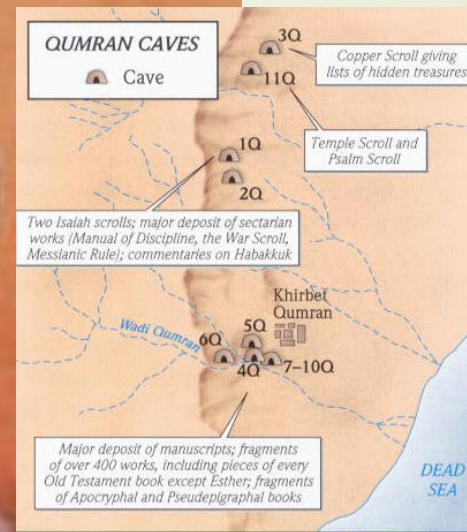 QUMRAN CAVES
Cave
3Q
Copper Scroll giving
lists of hidden treasures
11Q
Temple Scroll and
Psalm Scroll
1Q
2Q
Two Isaiah scrolls; major deposit of sectarian
works (Manual of Discipline, the War Scroll,
Messianic Rule); commentaries on Habakkuk
Khirbet
Qumran
Wadi Qumran
5Q
6Q
4Q
7–10Q
Major deposit of manuscripts; fragments
of over 400 works, including pieces of every
Old Testament book except Esther; fragments
of Apocryphal and Pseudepigraphal books
DEAD
SEA